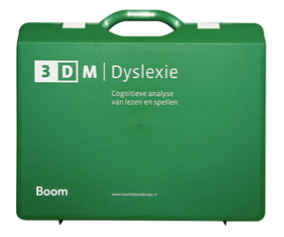 3DM | Dyslexie
Cognitieve analyse
van lezen en spellen
Boom